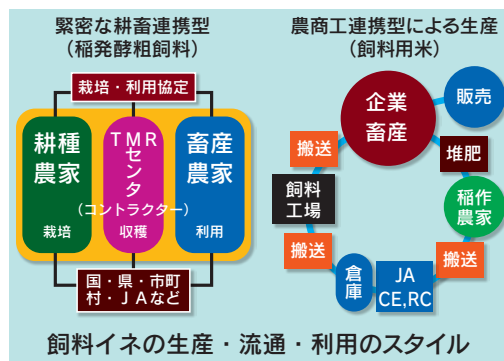 緊密な耕畜連携型
（稲発酵粗飼料）
栽培・利用協定
耕種
農家
栽培
TMR
センタ
（コントラクター）
収穫
畜産
農家
利用
国・県・市町
村・ＪＡなど
農商工連携型による生産
（飼料用米）
企業
畜産
販売
搬送
堆肥
飼料
工場
稲作
農家
搬送
搬送
倉庫
JA
CE,RC
飼料イネの生産・流通・利用のスタイル